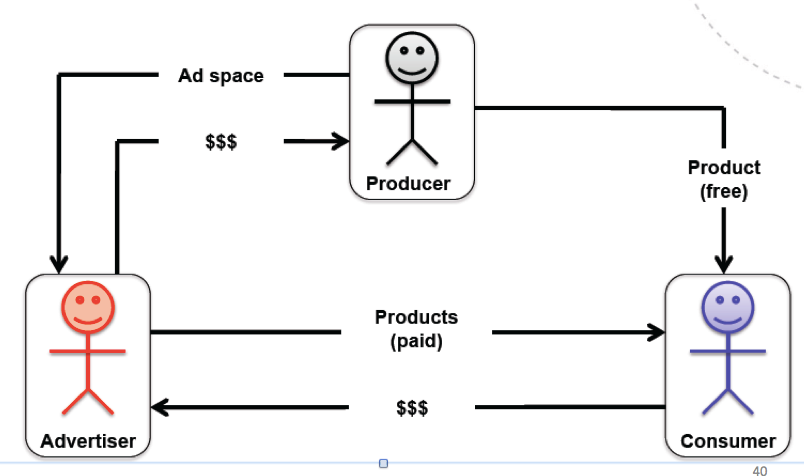 Ad space
$$$
Producer
Product
(free)
Products
(paid)
$$$
Advertiser
Consumer
40